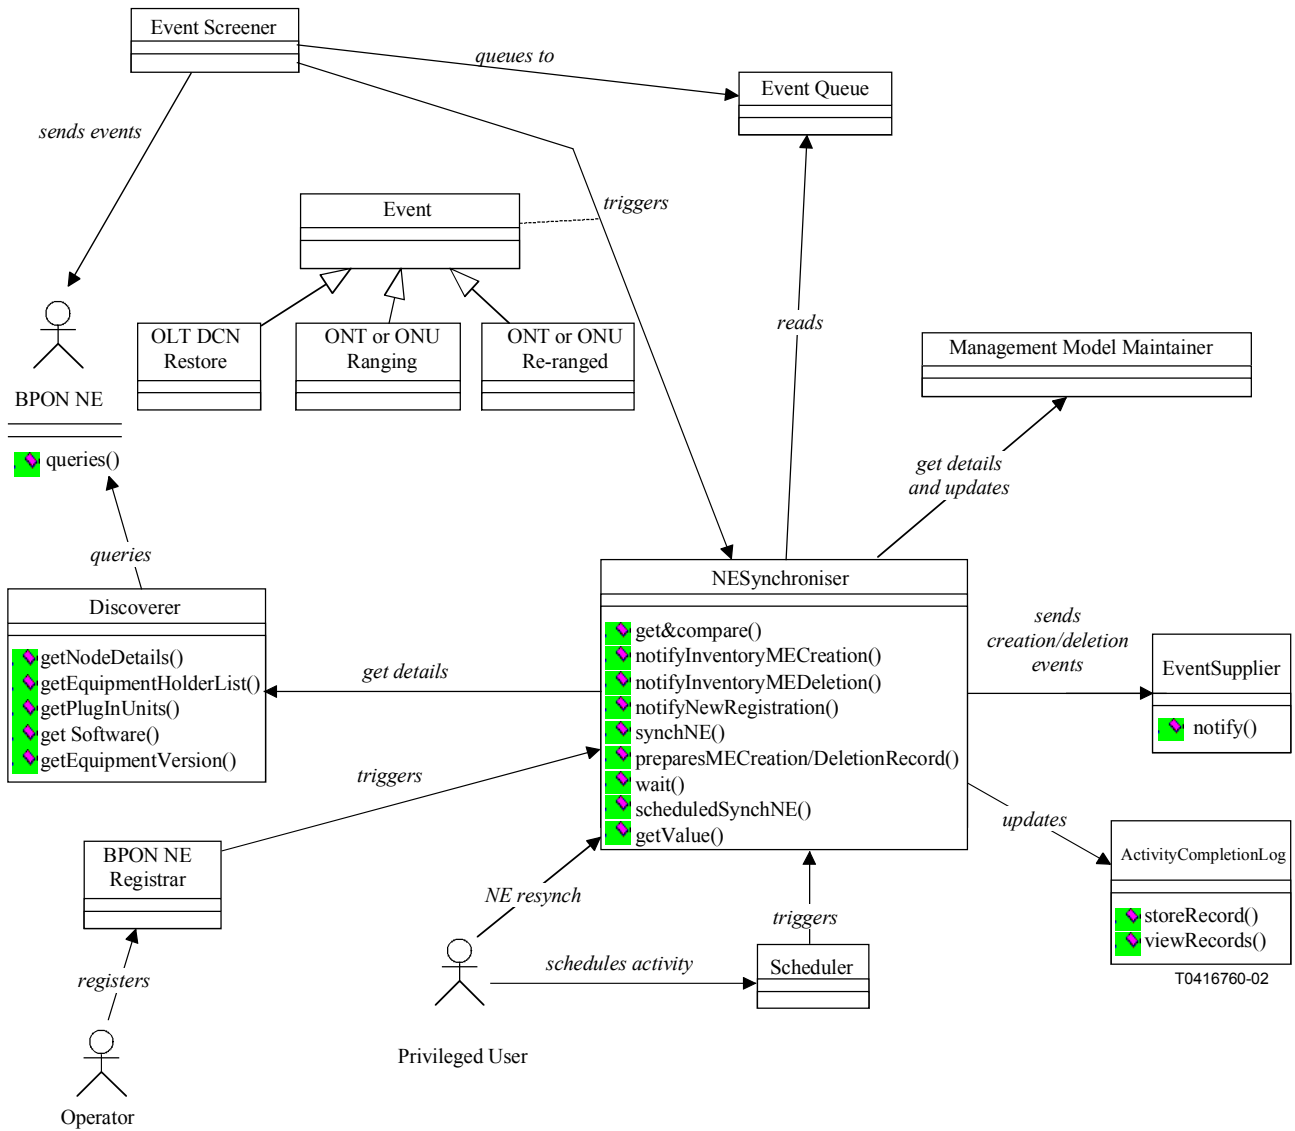 Event Screener
queues to
Event Queue
sends events
Event
triggers
OLT DCN
Restore
ONT or ONU
Ranging
ONT or ONU
Re-ranged
reads
Management Model Maintainer
BPON NE
queries()
get details
and updates
queries
Discoverer
getNodeDetails()
getEquipmentHolderList()
getPlugInUnits()
get Software()
getEquipmentVersion()
get details
NESynchroniser
get&compare()
notifyInventoryMECreation()
notifyInventoryMEDeletion()
notifyNewRegistration()
synchNE()
preparesMECreation/DeletionRecord()
wait()
scheduledSynchNE()
getValue()
sends
creation/deletion
events
EventSupplier
notify()
triggers
updates
BPON NE
Registrar
NE resynch
ActivityCompletionLog
storeRecord()
viewRecords()
T0416760-02
registers
triggers
schedules activity
Scheduler
Privileged User
Operator